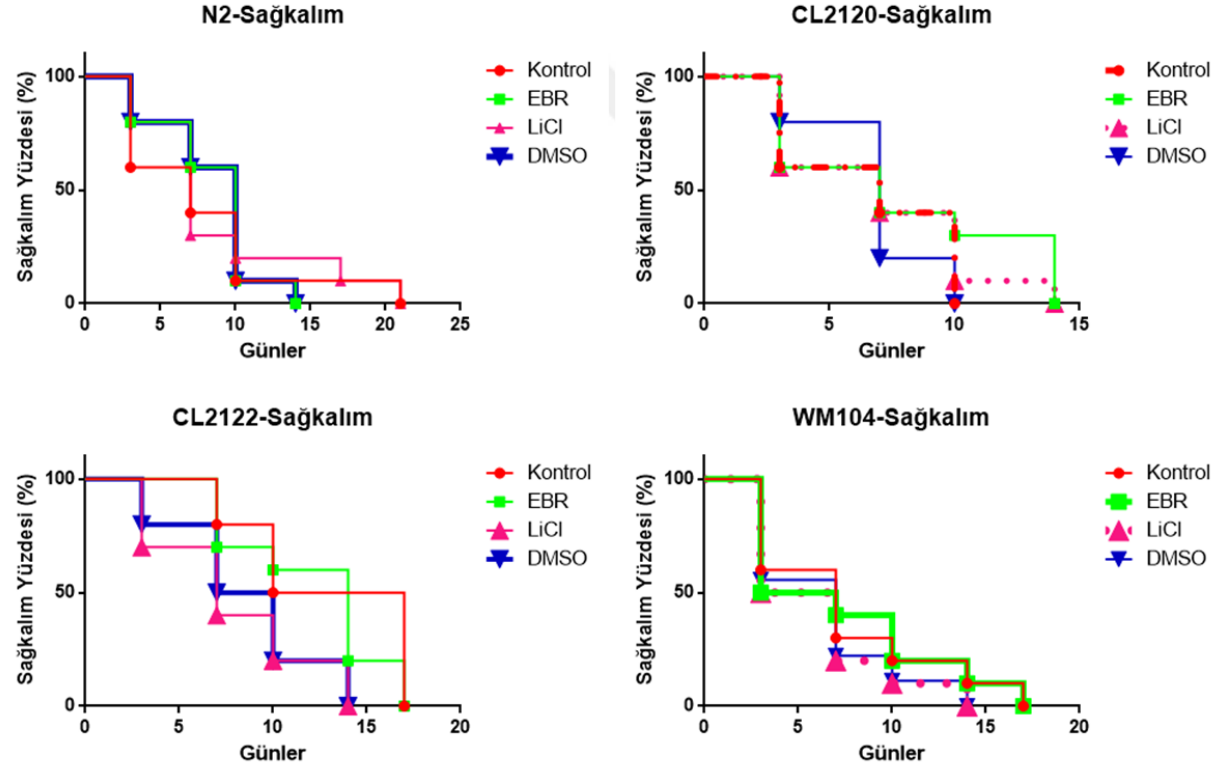 N2-Sağkalım
Sağkalım Yüzdesi (%)
100
50
0
0 5 10 15 20 25
Günler
Kontrol
EBR
LiCl
DMSO
CL2120-Sağkalım
Sağkalım Yüzdesi (%)
100
50
0
0 5 10 15
Günler
Kontrol
EBR
LiCl
DMSO
CL2122-Sağkalım
Sağkalım Yüzdesi (%)
100
50
0
0 5 10 15 20
Günler
Kontrol
EBR
LiCl
DMSO
WM104-Sağkalım
Sağkalım Yüzdesi (%)
100
50
0
0 5 10 15 20
Günler
Kontrol
EBR
LiCl
DMSO